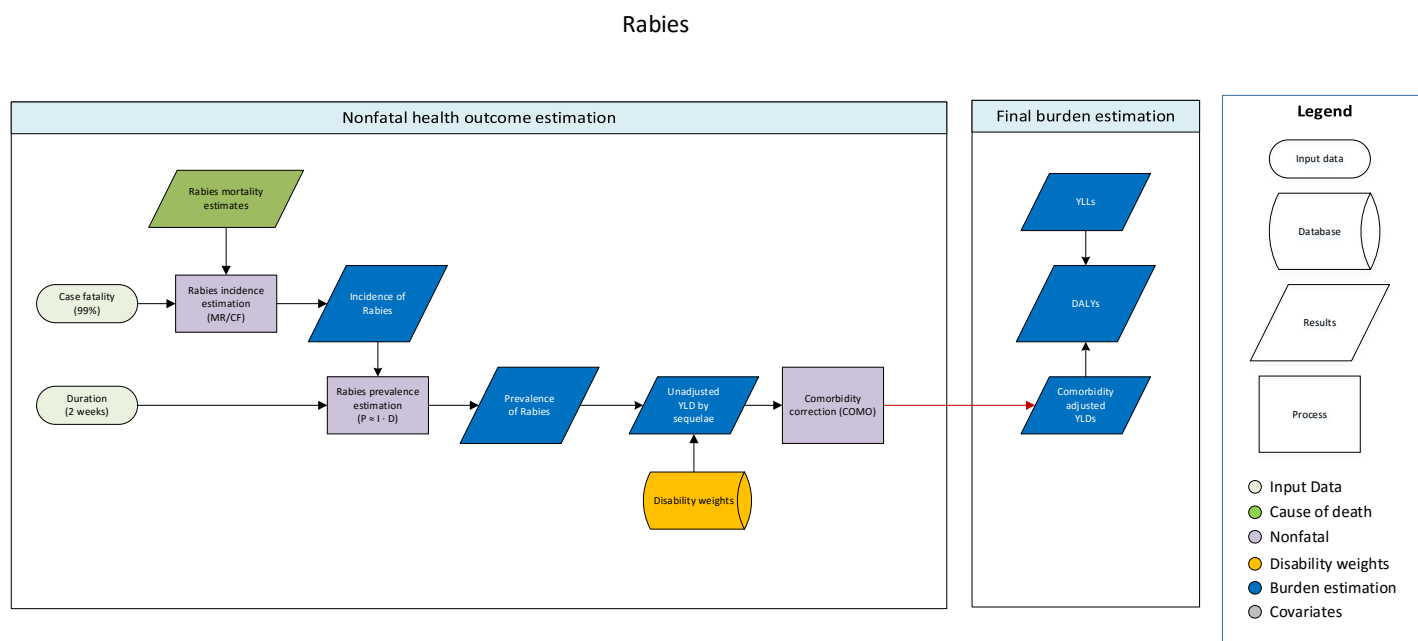 Rabies
Nonfatal health outcome estimation
Rabies mortality
estimates
Case fatality
(99%)
Rabies incidence
estimation
(MR/CF)
Incidence of
Rabies
Duration
(2 weeks)
Rabies prevalence
estimation
(P ≈ I · D)
Prevalence
of Rabies
Unadjusted
YLD by
sequelae
Comorbidity
correction (COMO)
Disability weights
Final burden estimation
YLLs
DALYs
Comorbidity
adjusted
YLDs
Legend
Input data
Database
Results
Process
Input Data
Cause of death
Nonfatal
Disability weights
Burden estimation
Covariates